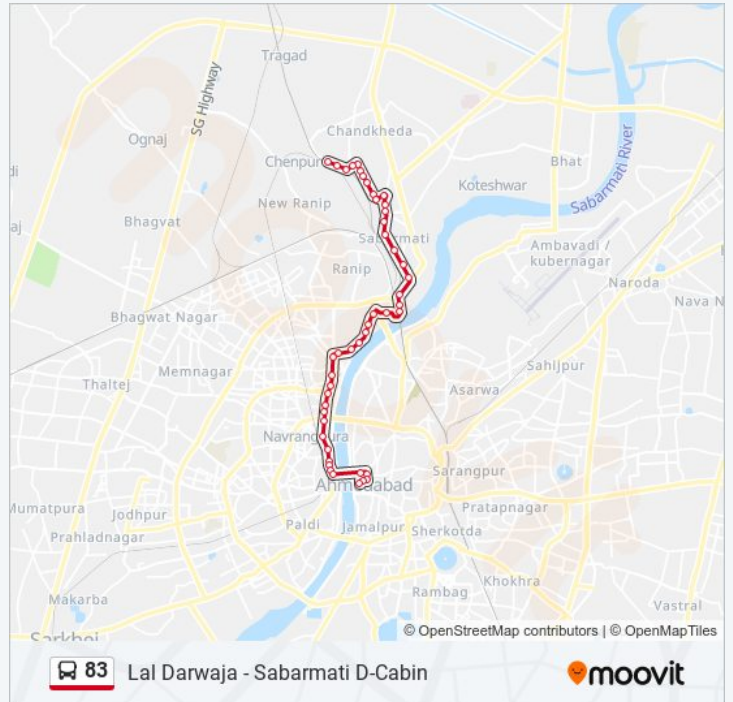 Tragad
SG Highway
Chandkheda
Ognaj
Chenpur
Bhat
Sabarmati River
Koteshwar
New Ranip
Bhagvat
Sabarmati
Ambavadi /
kubernagar
Ranip
Naroda
Nava N
Bhagwat Nagar
Sahijpur
Memnagar
Thaltej
Asarwa
Navrangpura
Sarangpur
Ahmedabad
Mumatpura
Jodhpur
Pratapnagar
Paldi
Jamalpur
Sherkotda
Prahladnagar
Khokhra
Rambag
Makarba
Vastral
Sarkhej
© OpenStreetMap contributors | © OpenMapTiles
83 Lal Darwaja - Sabarmati D-Cabin
moovit